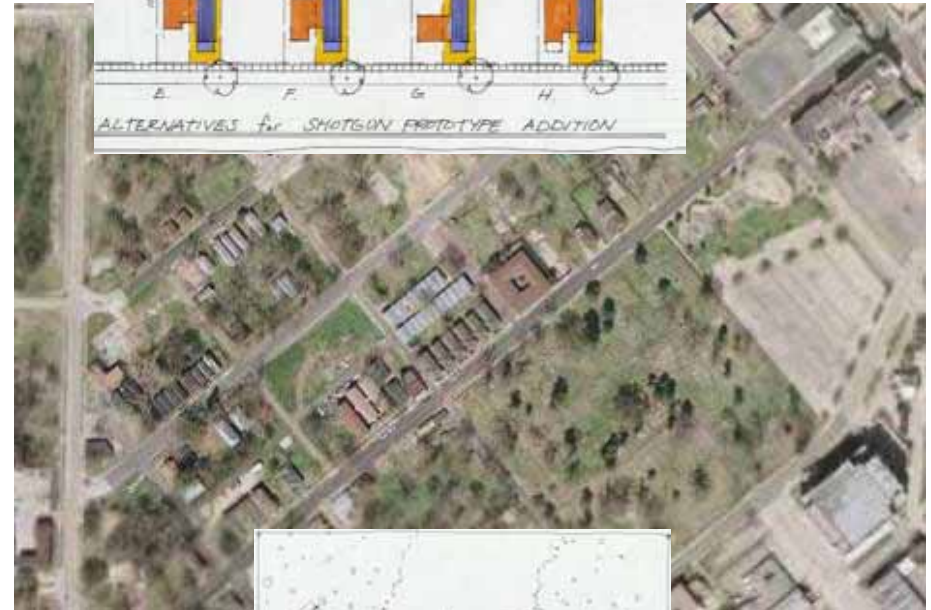 E. F. G. H.
ALTERNATIVES for SHOTGUN PROTOTYPE ADDITION